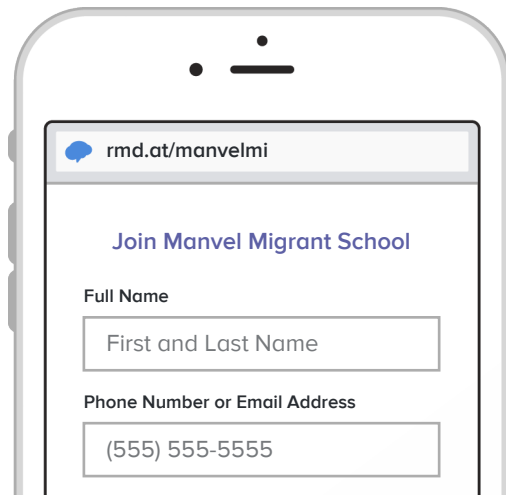 rmd.at/manvelmi
Join Manvel Migrant School
Full Name
First and Last Name
Phone Number or Email Address
(555) 555-5555